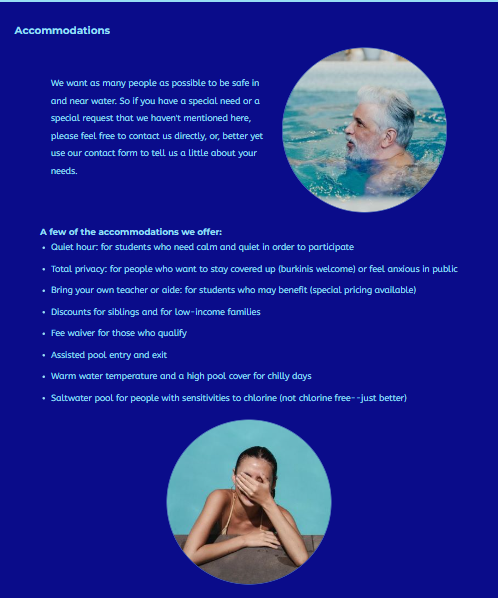 Accommodations
We want as many people as possible to be safe in
and near water. So if you have a special need or a
special request that we haven't mentioned here,
please feel free to contact us directly, or, better yet
use our contact form to tell us a little about your
needs.
A few of the accommodations we offer:
• Quiet hour: for students who need calm and quiet in order to participate
• Total privacy: for people who want to stay covered up (burkinis welcome) or feel anxious in public
• Bring your own teacher or aide: for students who may benefit (special pricing available)
• Discounts for siblings and for low-income families
• Fee waiver for those who qualify
• Assisted pool entry and exit
• Warm water temperature and a high pool cover for chilly days
• Saltwater pool for people with sensitivities to chlorine (not chlorine free--just better)